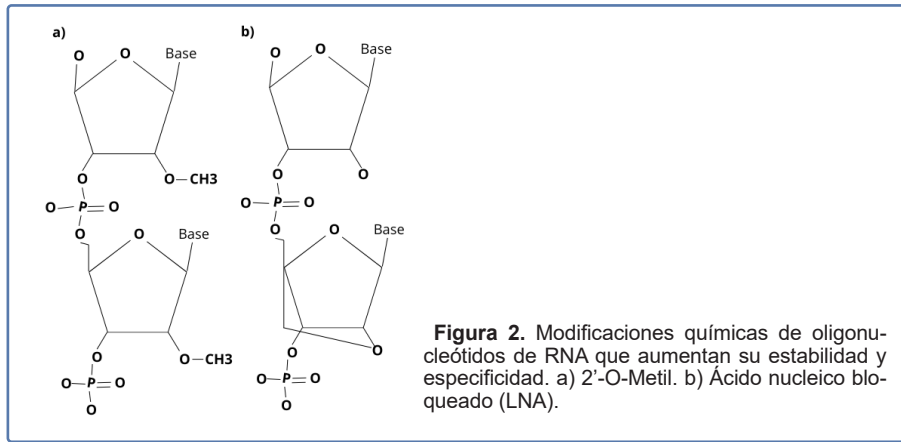 a)
b)
O
O
Base
O
O
Base
O
O—CH3
O
O
O—P=O
O—P=O
O
O
Base
O
O
Base
O
O—CH3
O
O
O—P=O
O—P=O
O
O
Figura 2. Modificaciones químicas de oligonu-
cleótidos de RNA que aumentan su estabilidad y
especificidad. a) 2'-O-Metil. b) Ácido nucleico blo-
queado (LNA).